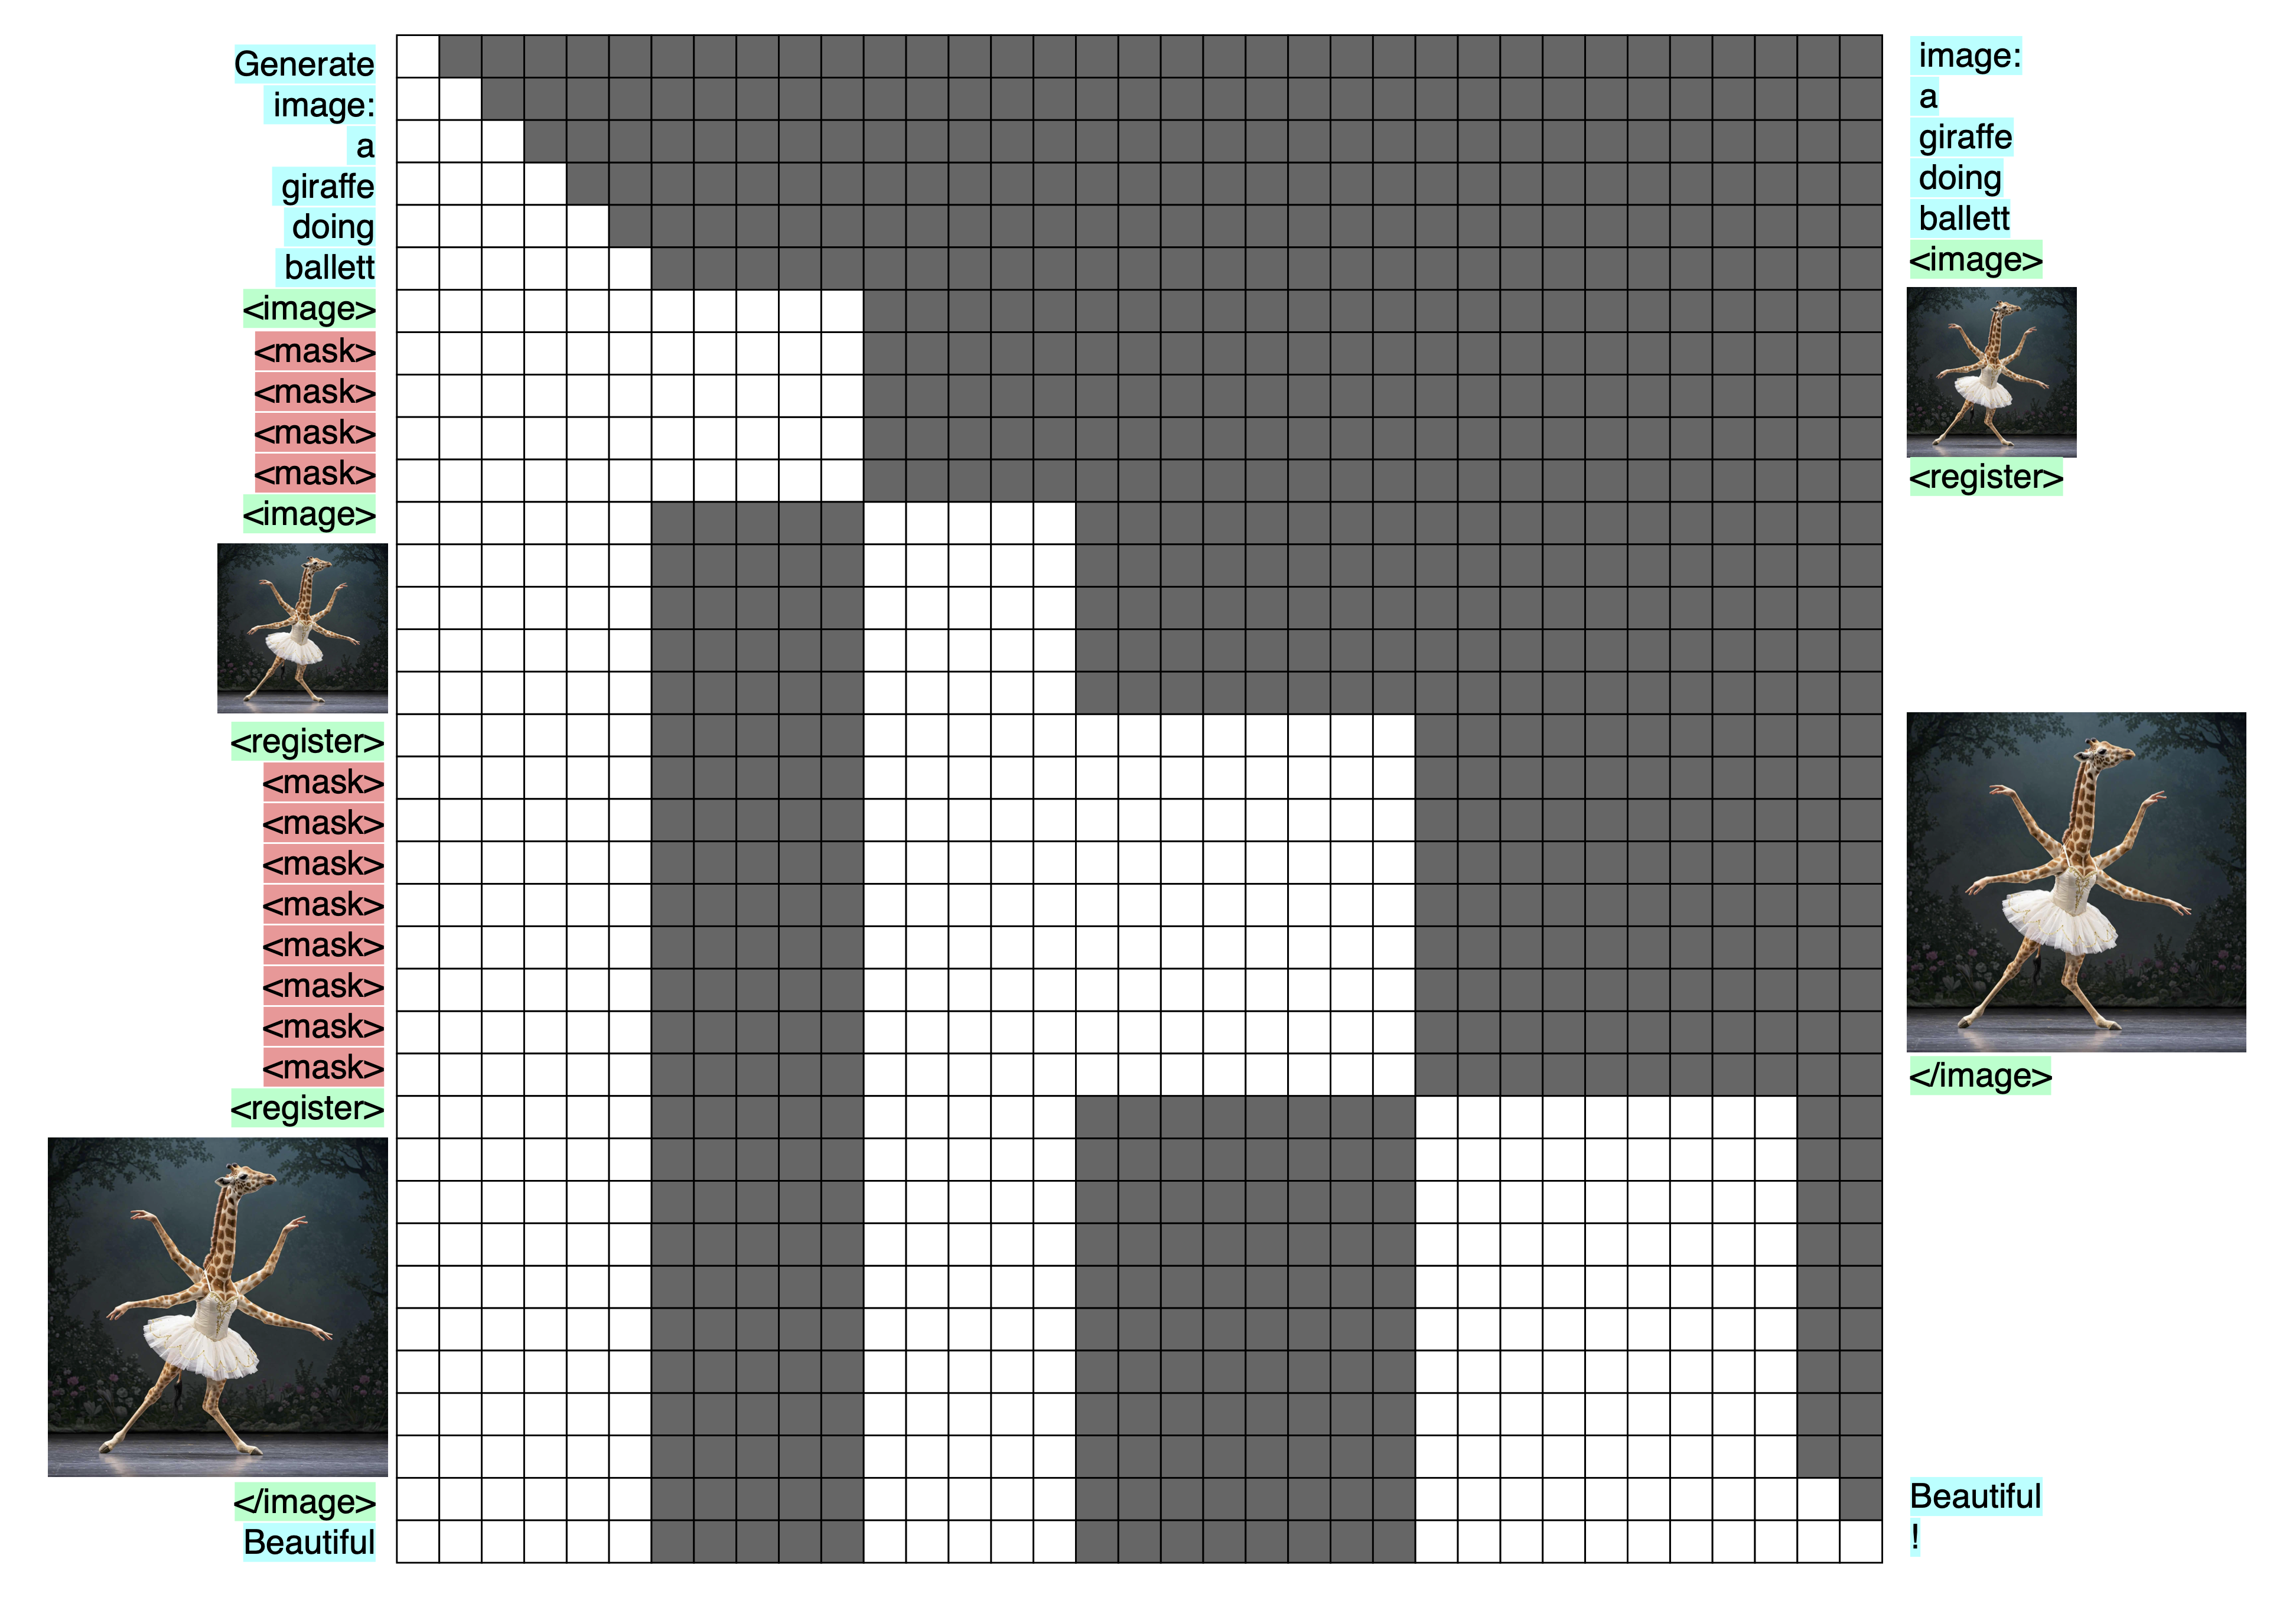 Generate
image:
a
giraffe
doing
ballett
<image>
<mask>
<mask>
<mask>
<mask>
<image>
<register>
<mask>
<mask>
<mask>
<mask>
<mask>
<mask>
<mask>
<mask>
<register>
</image>
Beautiful
image:
a
giraffe
doing
ballett
<image>
<register>
</image>
Beautiful
!